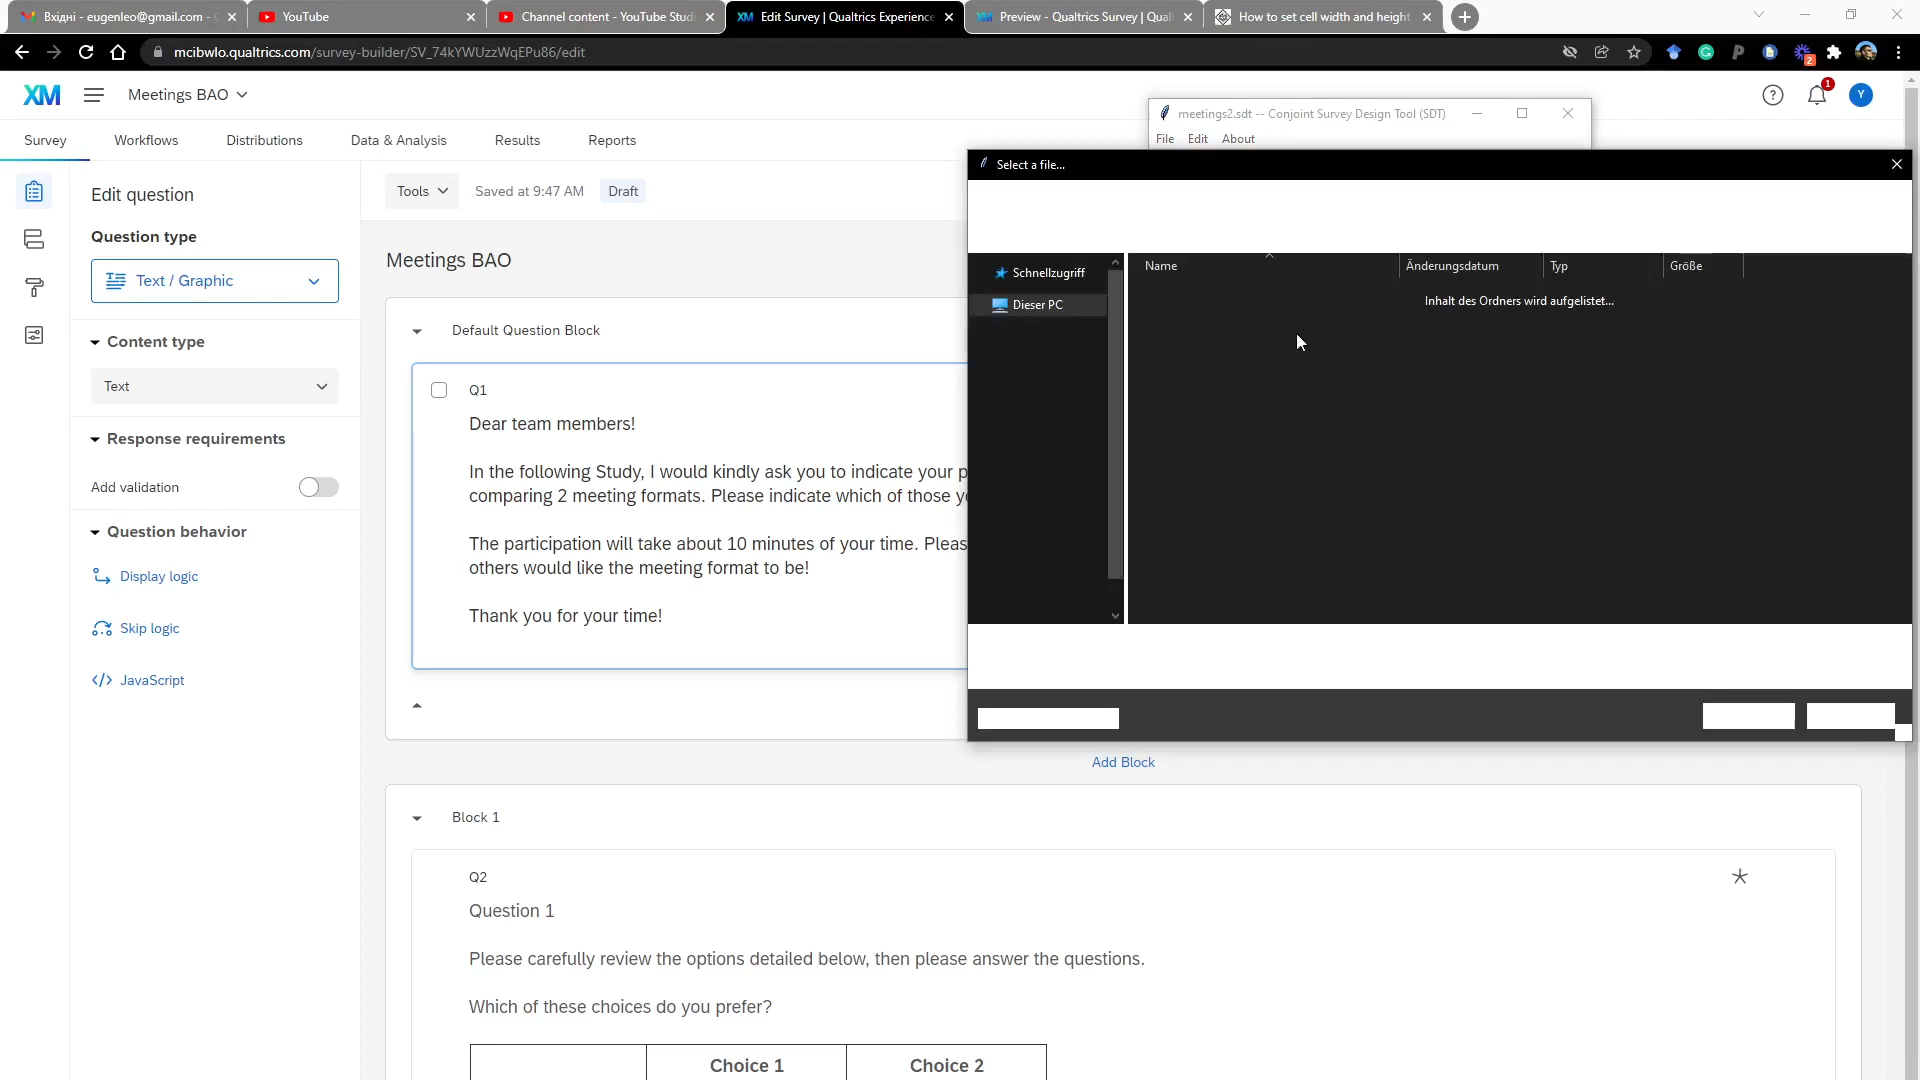 Вхідні - eugenleo@gmail.com - 
YouTube
Channel content - YouTube Studi
Edit Survey | Qualtrics Experience
Preview - Qualtrics Survey | Qual
How to set cell width and height
mcibwlo.qualtrics.com/survey-builder/SV_74kYWUzzWqEPu86/edit
2
XM
Meetings BAO
1
Y
Survey
Workflows
Distributions
Data & Analysis
Results
Reports
meetings2.sdt -- Conjoint Survey Design Tool (SDT)
File
Edit
About
Select a file...
Schnellzugriff
Dieser PC
Name
Änderungsdatum
Typ
Größe
Inhalt des Ordners wird aufgelistet...
Edit question
Question type
Text / Graphic
Content type
Text
Response requirements
Add validation
Question behavior
Display logic
Skip logic
JavaScript
Tools
Saved at 9:47 AM
Draft
Meetings BAO
Default Question Block
Q1
Dear team members!
In the following Study, I would kindly ask you to indicate your p
comparing 2 meeting formats. Please indicate which of those yo
The participation will take about 10 minutes of your time. Pleas
others would like the meeting format to be!
Thank you for your time!
Add Block
Block 1
Q2
Question 1
Please carefully review the options detailed below, then please answer the questions.
Which of these choices do you prefer?
Choice 1
Choice 2